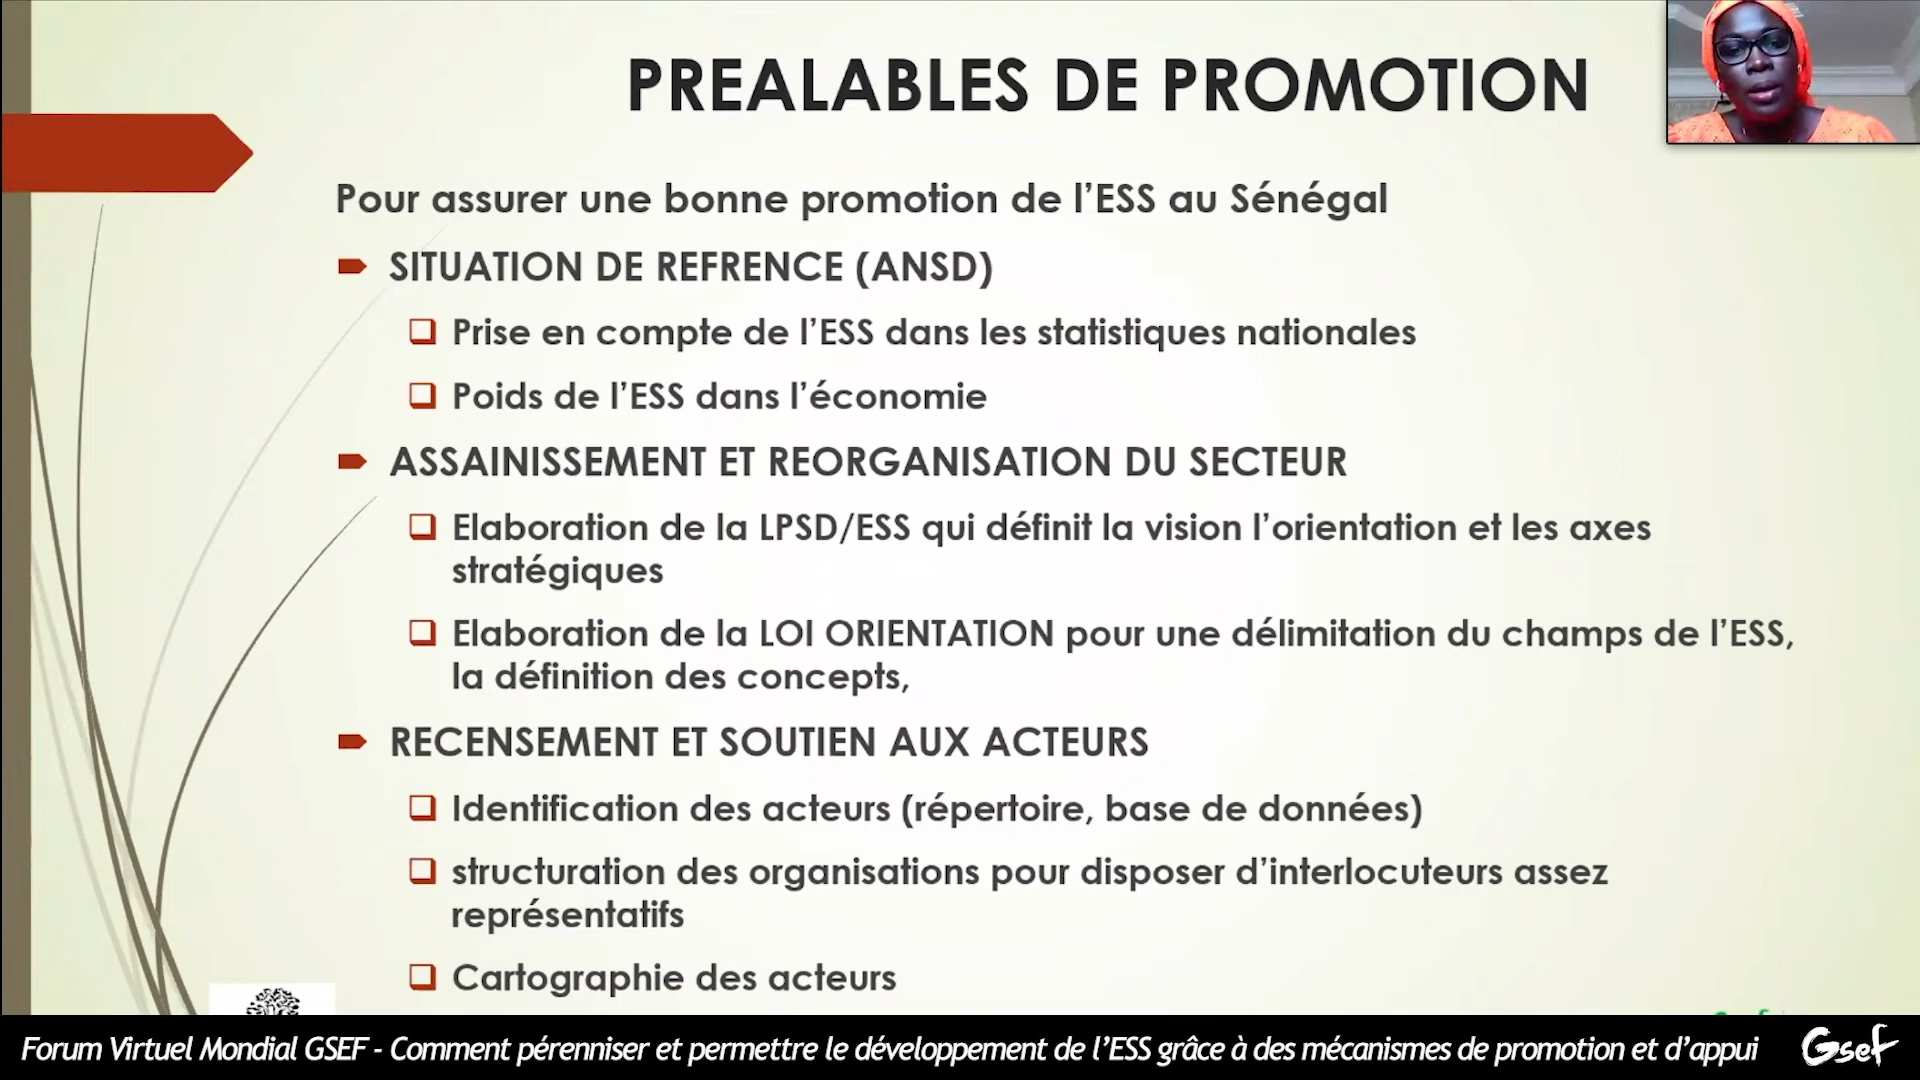 PREALABLES DE PROMOTION
Pour assurer une bonne promotion de l’ESS au Sénégal
SITUATION DE REFRENCE (ANSD)
Prise en compte de l’ESS dans les statistiques nationales
Poids de l’ESS dans l’économie
ASSAINISSEMENT ET REORGANISATION DU SECTEUR
Elaboration de la LPSD/ESS qui définit la vision l’orientation et les axes
stratégiques
Elaboration de la LOI ORIENTATION pour une délimitation du champs de l’ESS,
la définition des concepts,
RECENSEMENT ET SOUTIEN AUX ACTEURS
Identification des acteurs (répertoire, base de données)
structuration des organisations pour disposer d’interlocuteurs assez
représentatifs
Cartographie des acteurs
Forum Virtuel Mondial GSEF - Comment pérenniser et permettre le développement de l’ESS grâce à des mécanismes de promotion et d’appui
Gsef